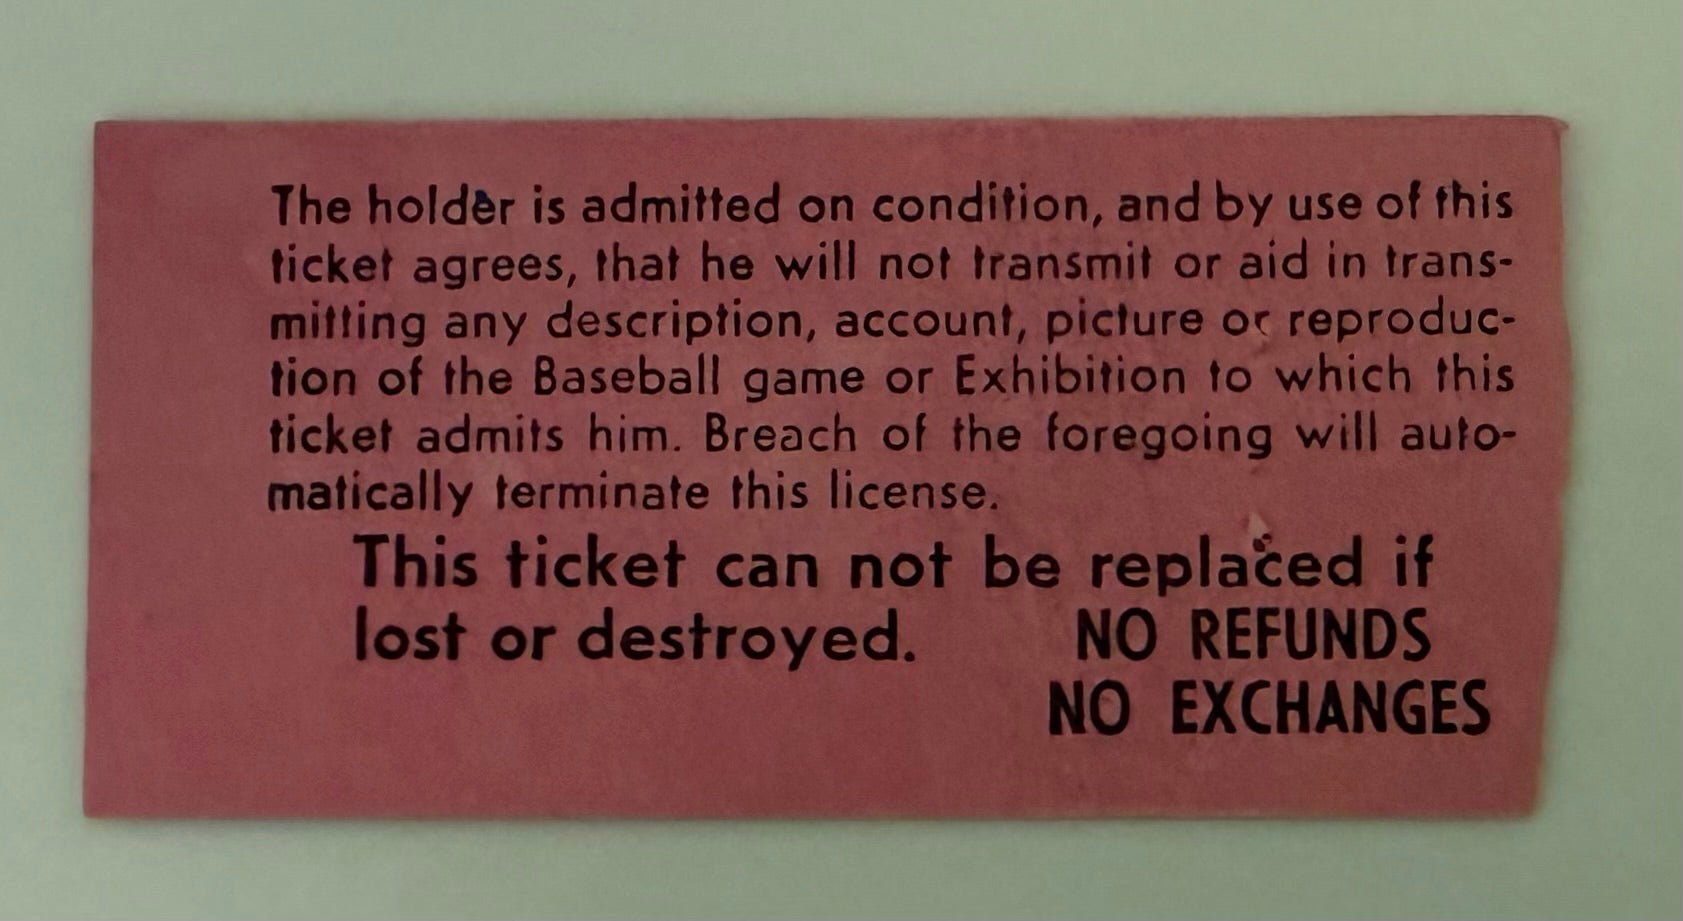 The holder is admitted on condition, and by use of this
ticket agrees, that he will not transmit or aid in trans-
mitting any description, account, picture or reproduc-
tion of the Baseball game or Exhibition to which this
ticket admits him. Breach of the foregoing will auto-
matically terminate this license.
This ticket can not be replaced if
lost or destroyed. NO REFUNDS
NO EXCHANGES